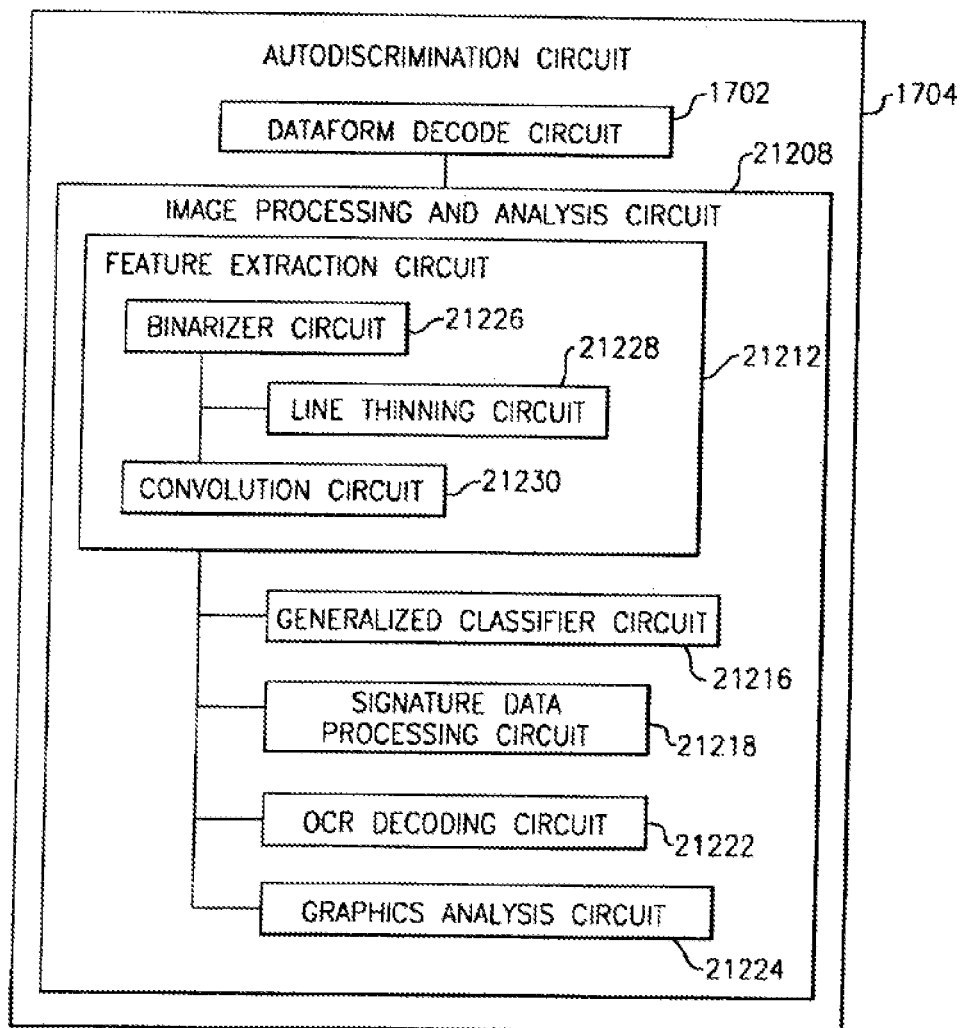 AUTODISCRIMINATION CIRCUIT
1702
1704
DATAFORM DECODE CIRCUIT
21208
IMAGE PROCESSING AND ANALYSIS CIRCUIT
FEATURE EXTRACTION CIRCUIT
BINARIZER CIRCUIT
21226
21228
21212
LINE THINNING CIRCUIT
CONVOLUTION CIRCUIT
21230
GENERALIZED CLASSIFIER CIRCUIT
21216
SIGNATURE DATA
PROCESSING CIRCUIT
21218
OCR DECODING CIRCUIT
21222
GRAPHICS ANALYSIS CIRCUIT
21224